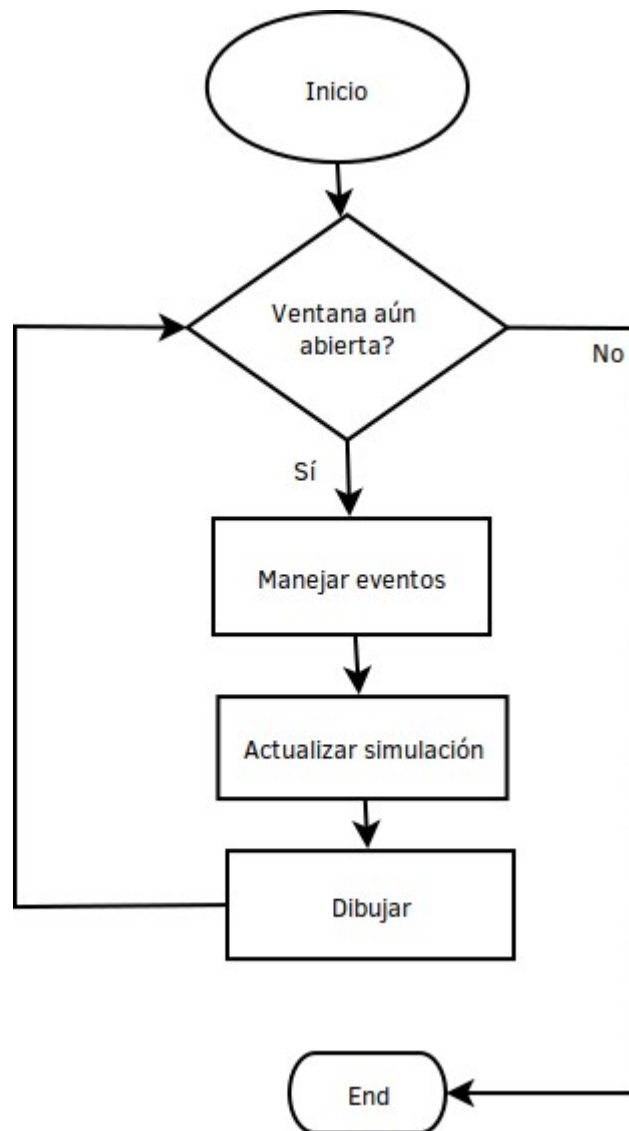 Inicio
Ventana aún
abierta?
No
Sí
Manejar eventos
Actualizar simulación
Dibujar
End